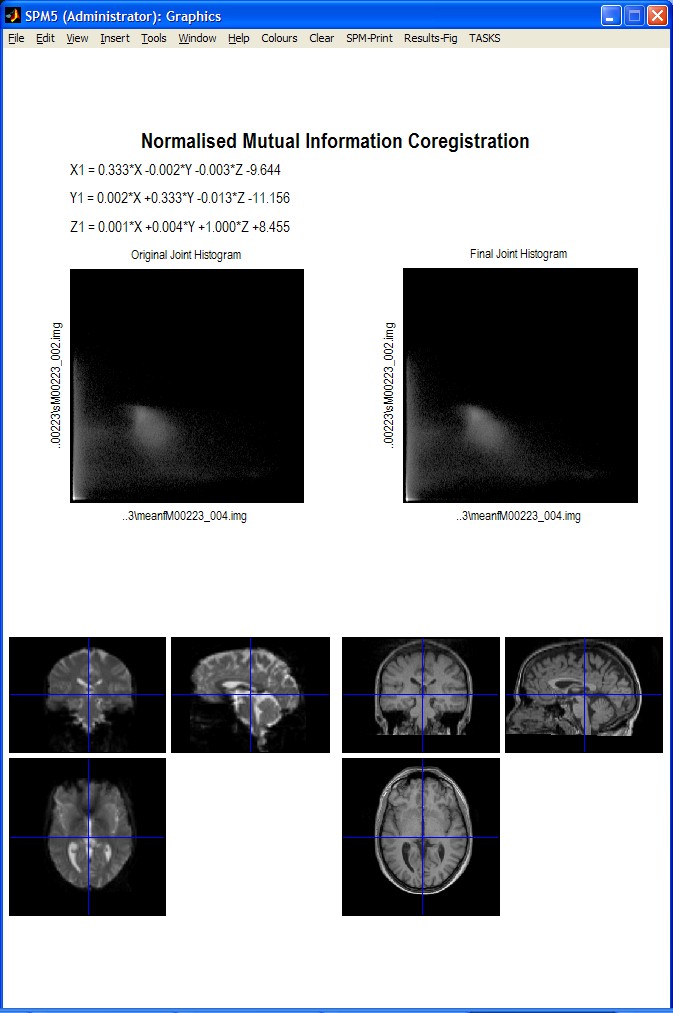 SPM5 (Administrator): Graphics
File Edit View Insert Tools Window Help Colours Clear SPM-Print Results-Fig TASKS
Normalised Mutual Information Coregistration
X1 = 0.333*X -0.002*Y -0.003*Z -9.644
Y1 = 0.002*X +0.333*Y -0.013*Z -11.156
Z1 = 0.001*X +0.004*Y +1.000*Z +8.455
Original Joint Histogram
Final Joint Histogram
..00223\sM00223_002.img
..00223\sM00223_002.img
..3\meanfM00223_004.img
..3\meanfM00223_004.img